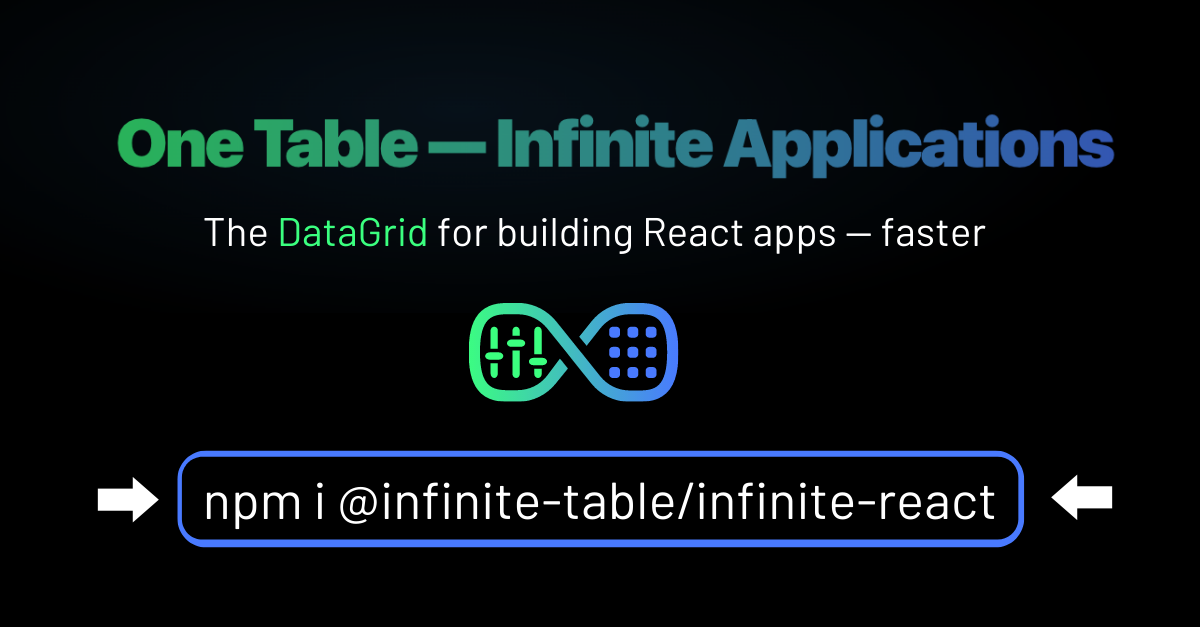 One Table — Infinite Applications
The DataGrid for building React apps — faster
npm i @infinite-table/infinite-react